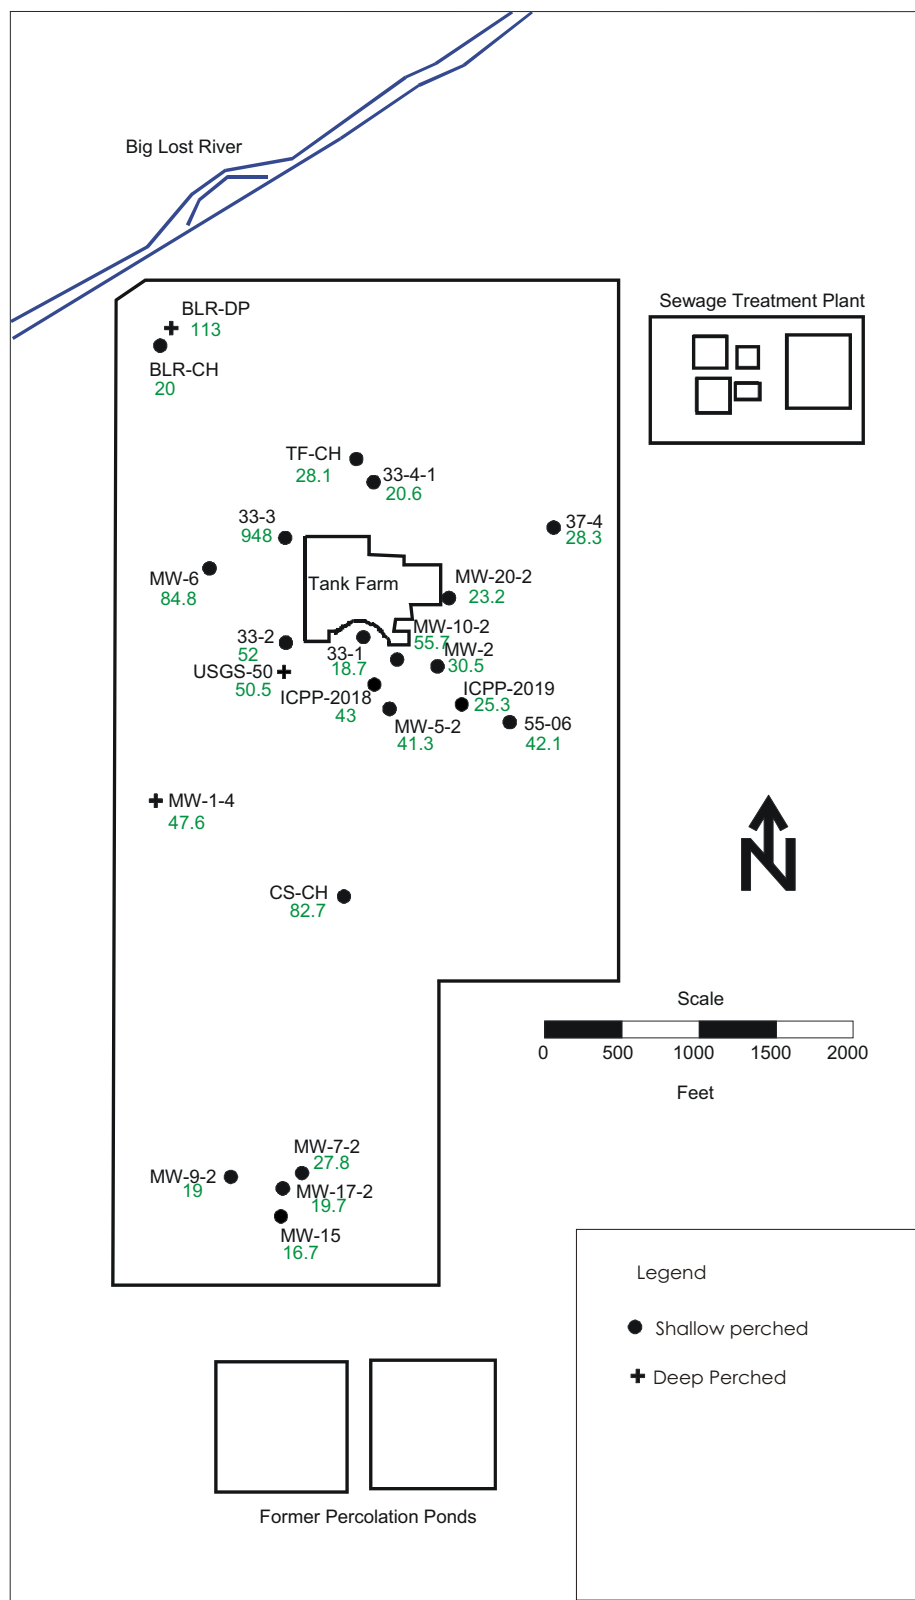 Big Lost River
BLR-DP
113
BLR-CH
20
Sewage Treatment Plant
TF-CH
28.1
33-4-1
20.6
33-3
948
37-4
28.3
MW-6
84.8
Tank Farm
MW-20-2
23.2
MW-10-2
55.7
33-2
52
33-1
18.7
MW-2
30.5
USGS-50
50.5
ICPP-2018
43
ICPP-2019
25.3
MW-5-2
41.3
55-06
42.1
MW-1-4
47.6
N
CS-CH
82.7
Scale
0 500 1000 1500 2000
Feet
MW-7-2
27.8
MW-9-2
19
MW-17-2
19.7
MW-15
16.7
Legend
Shallow perched
Deep Perched
Former Percolation Ponds